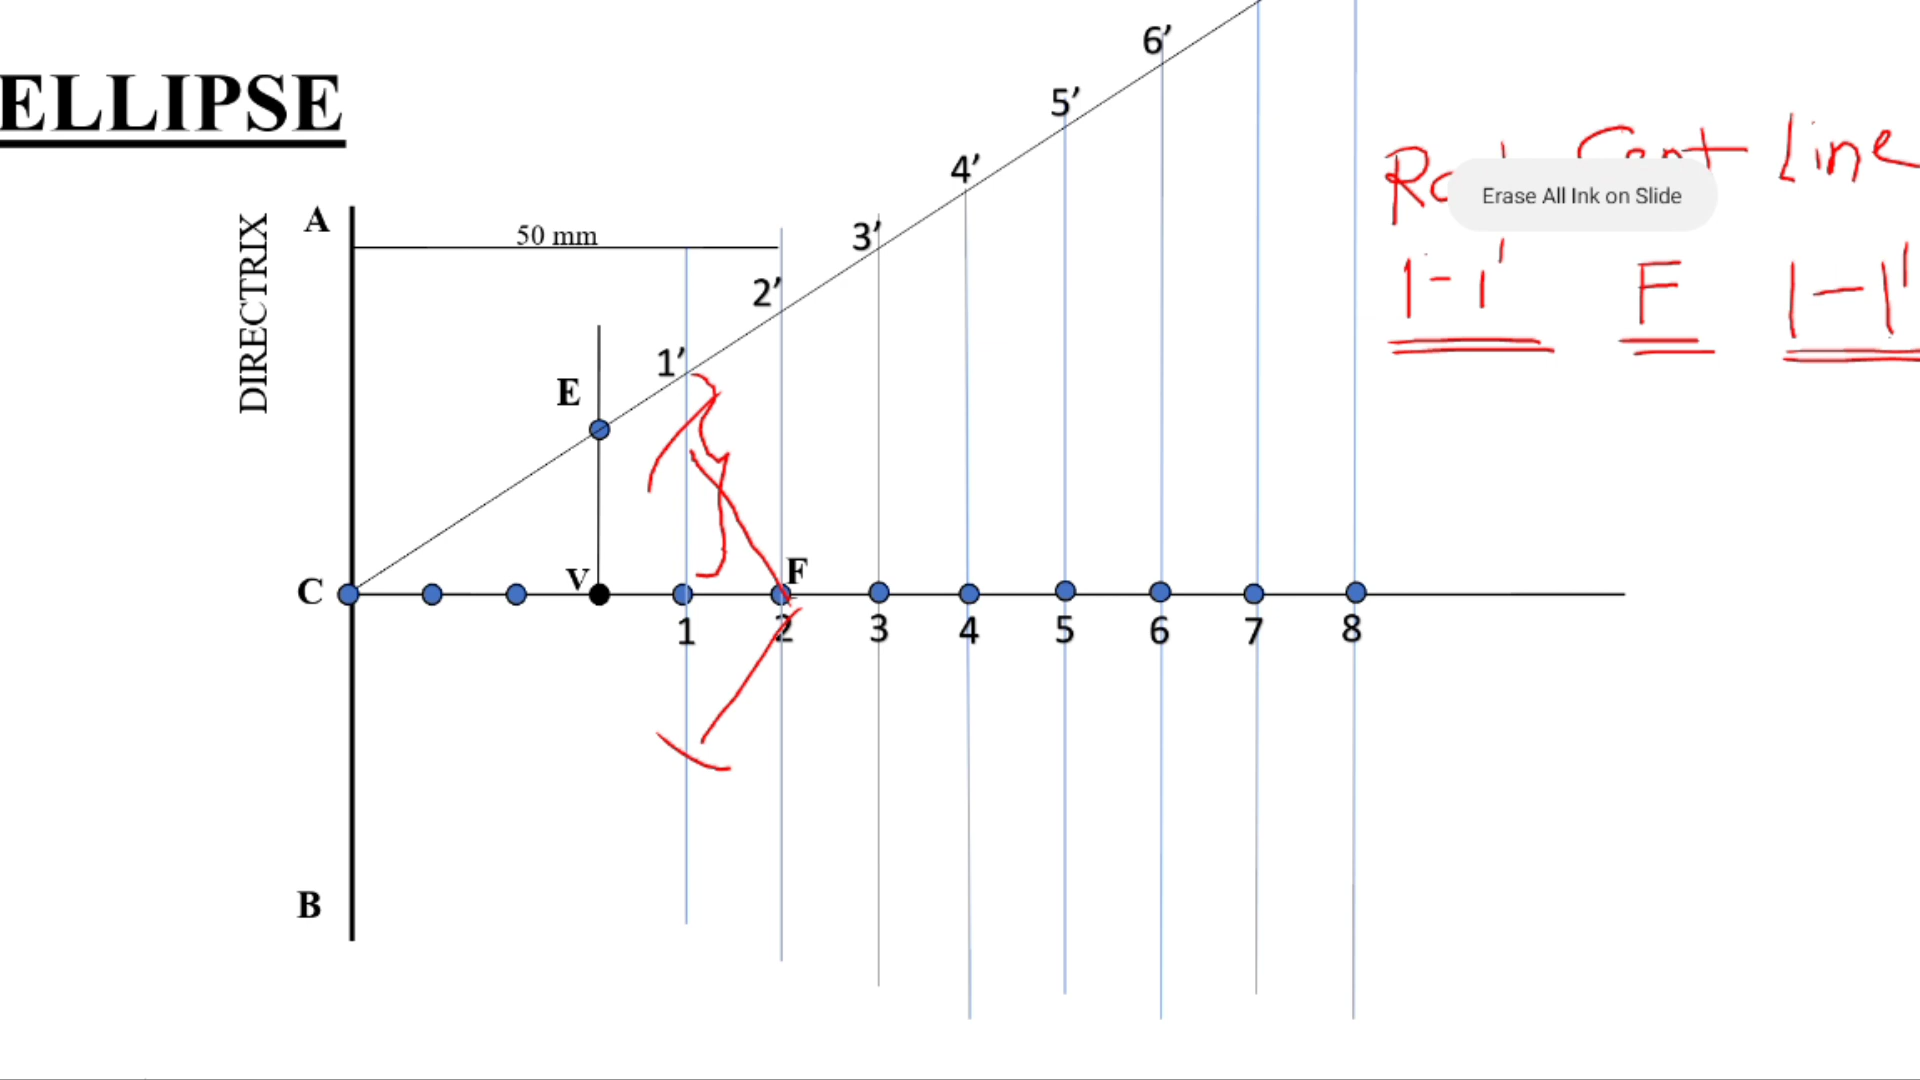 ELLIPSE
Line
Erase All Ink on Slide
1-1' F 1-1'
6'
5'
4'
3'
2'
1'
A
50 mm
DIRECTRIX
E
V F
C
1 2 3 4 5 6 7 8
B